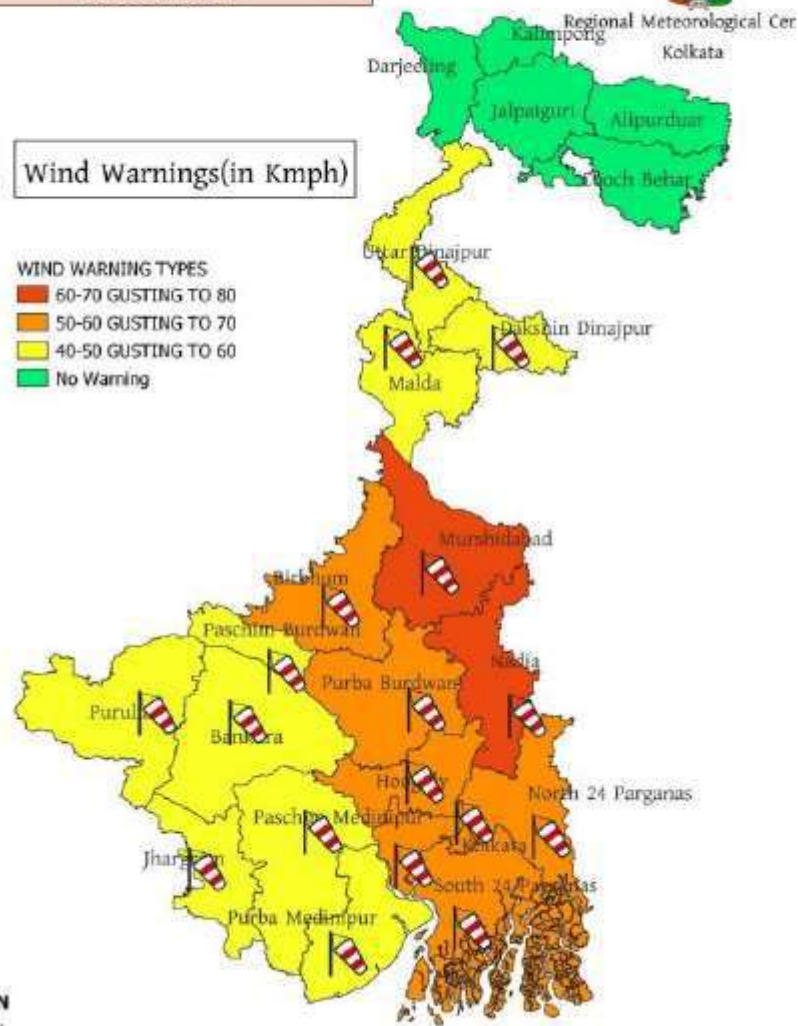 Regional Meteorological Cer
Kolkata
Kalimpong
Darjeeling
Jalpaiguri
Alipurduar
Cooch Behar
Wind Warnings(in Kmph)
WIND WARNING TYPES
60-70 GUSTING TO 80
50-60 GUSTING TO 70
40-50 GUSTING TO 60
No Warning
Uttar Dinajpur
Dakshin Dinajpur
Malda
Murshidabad
Birbhum
Paschim Burdwan
Nadia
Purba Burdwan
Purulia
Bankura
Hooghly
North 24 Parganas
Paschim Medinipur
Kolkata
Jhargram
South 24 Parganas
Purba Medinipur
N